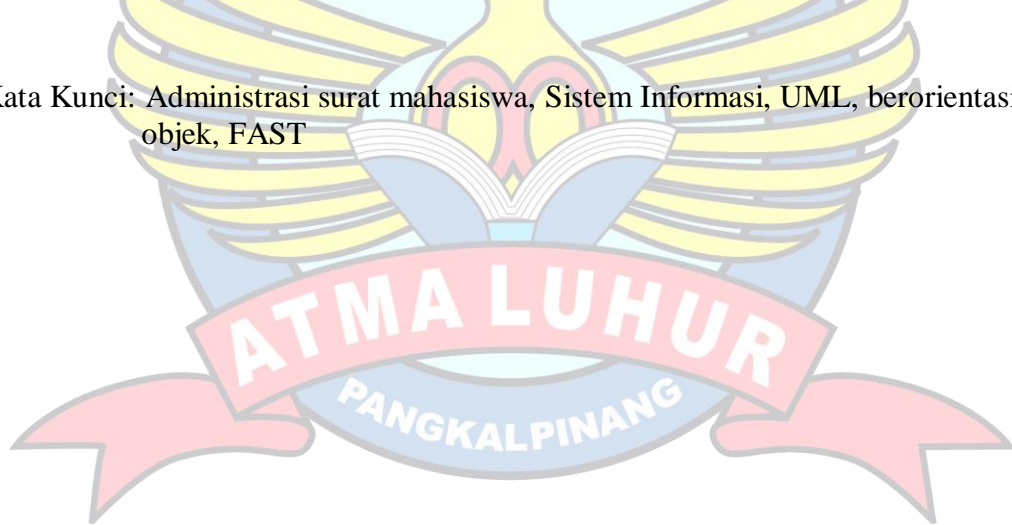 Kata Kunci: Administrasi surat mahasiswa, Sistem Informasi, UML, berorientasi
objek, FAST
ATMA LUHUR
PANGKALPINANG